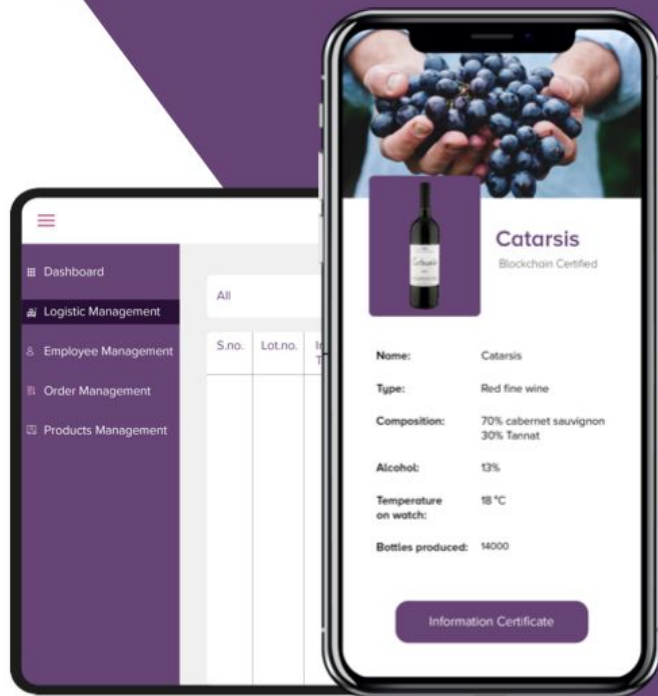 Dashboard
Logistic Management
Employee Management
Order Management
Products Management
All
S.no. Lot.no.
Catarsis
Blockchain Certified
Catarsis
Name: Catarsis
Type: Red fine wine
Composition: 70% cabernet sauvignon
30% Tannat
Alcohol: 13%
Temperature
on watch: 18 °C
Bottles produced: 14000
Information Certificate